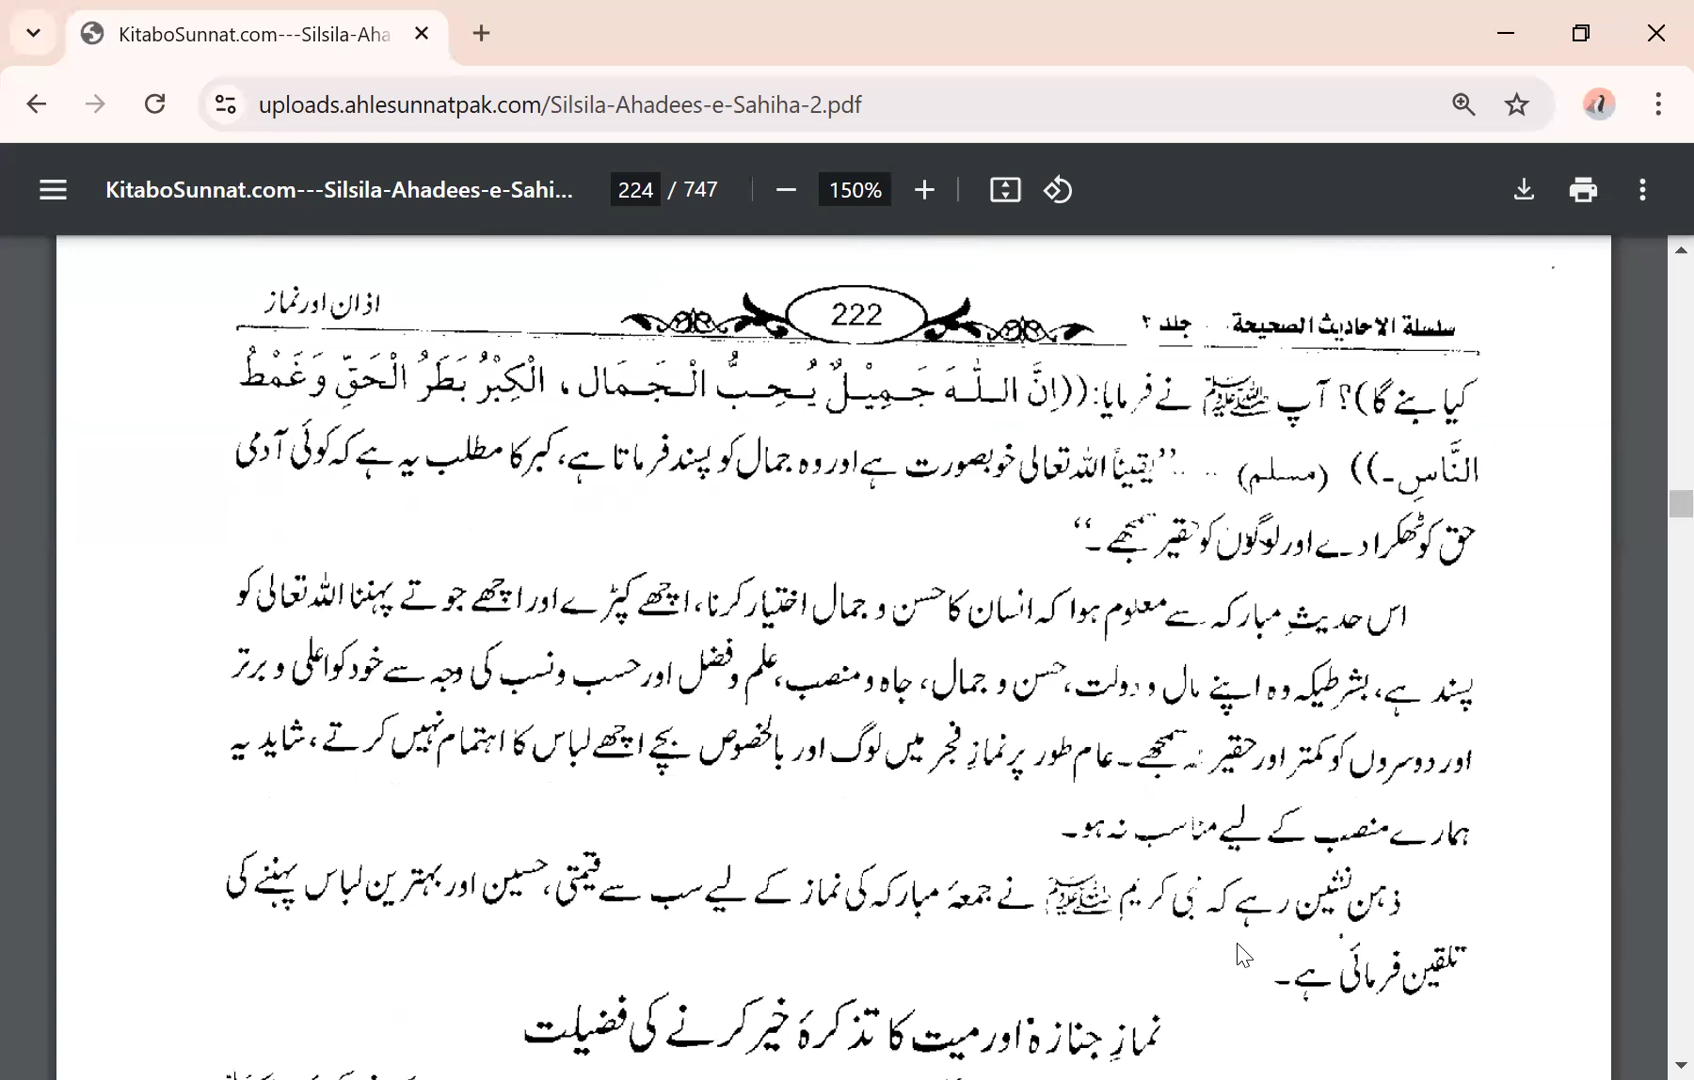 KitaboSunnat.com---Silsila-Aha
uploads.ahlesunnatpak.com/Silsila-Ahadees-e-Sahiha-2.pdf
KitaboSunnat.com---Silsila-Ahadees-e-Sahi... 224 / 747 150%
سلسلة الاحاديث الصحيحة جلد ۲ 222 اذان اور نماز
کیا بنے گا)؟ آپ ﷺ نے فرمایا: ((اِنَّ اللّٰهَ جَمِيْلٌ يُحِبُّ الْجَمَال، الْكِبْرُ بَطَرُ الْحَقِّ وَغَمْطُ
النَّاسِ۔)) (مسلم) .. ..”یقیناً اللہ تعالی خوبصورت ہے اور وہ جمال کو پسند فرماتا ہے، کبر کا مطلب یہ ہے کہ کوئی آدمی
حق کو ٹھکرا دے اور لوگوں کو حقیر سمجھے۔“
اس حدیثِ مبارکہ سے معلوم ہوا کہ انسان کا حسن و جمال اختیار کرنا، اچھے کپڑے اور اچھے جوتے پہننا اللہ تعالی کو
پسند ہے، بشرطیکہ وہ اپنے مال و دولت، حسن و جمال، جاہ و منصب، علم و فضل اور حسب و نسب کی وجہ سے خود کو اعلی و برتر
اور دوسروں کو کمتر اور حقیر نہ سمجھے۔ عام طور پر نمازِ فجر میں لوگ اور بالخصوص بچے اچھے لباس کا اہتمام نہیں کرتے، شاید یہ
ہمارے منصب کے لیے مناسب نہ ہو۔
ذہن نشین رہے کہ نبی کریم ﷺ نے جمعۂ مبارکہ کی نماز کے لیے سب سے قیمتی، حسین اور بہترین لباس پہننے کی
تلقین فرمائی ہے۔
نمازِ جنازہ اور میت کا تذکرۂ خیر کرنے کی فضیلت